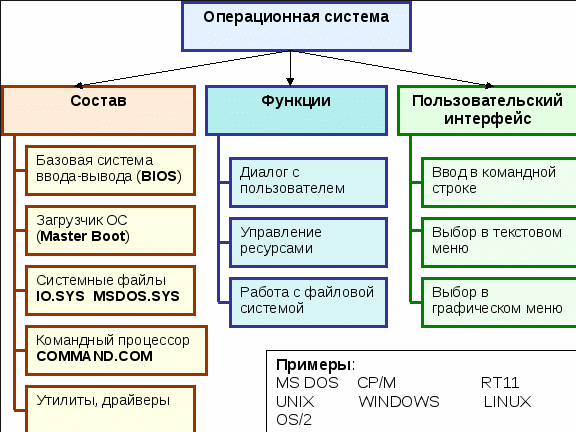 Операционная система
Состав
Базовая система
ввода-вывода (BIOS)
Загрузчик ОС
(Master Boot)
Системные файлы
IO.SYS MSDOS.SYS
Командный процессор
COMMAND.COM
Утилиты, драйверы
Функции
Диалог с
пользователем
Управление
ресурсами
Работа с файловой
системой
Пользовательский
интерфейс
Ввод в командной
строке
Выбор в текстовом
меню
Выбор в
графическом меню
Примеры:
MS DOS CP/M RT11
UNIX WINDOWS LINUX
OS/2